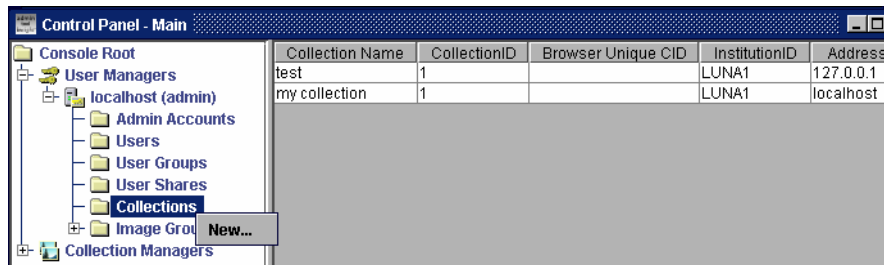 Control Panel - Main
Console Root
User Managers
localhost (admin)
Admin Accounts
Users
User Groups
User Shares
Collections
Image Grou
New...
Collection Managers
Collection Name CollectionID Browser Unique CID InstitutionID Address
test 1 LUNA1 127.0.0.1
my collection 1 LUNA1 localhost